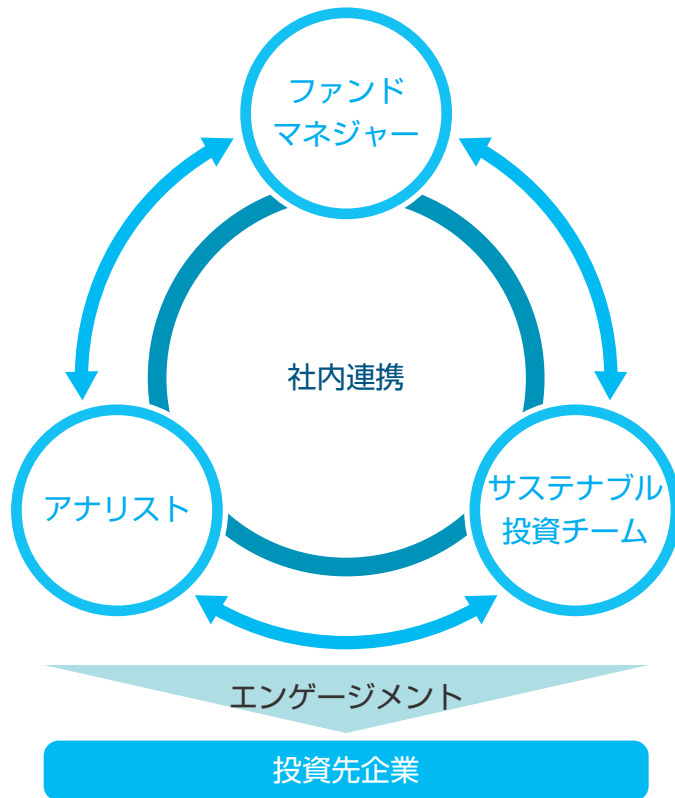 ファンド
マネジャー
社内連携
アナリスト
サステナブル
投資チーム
エンゲージメント
投資先企業